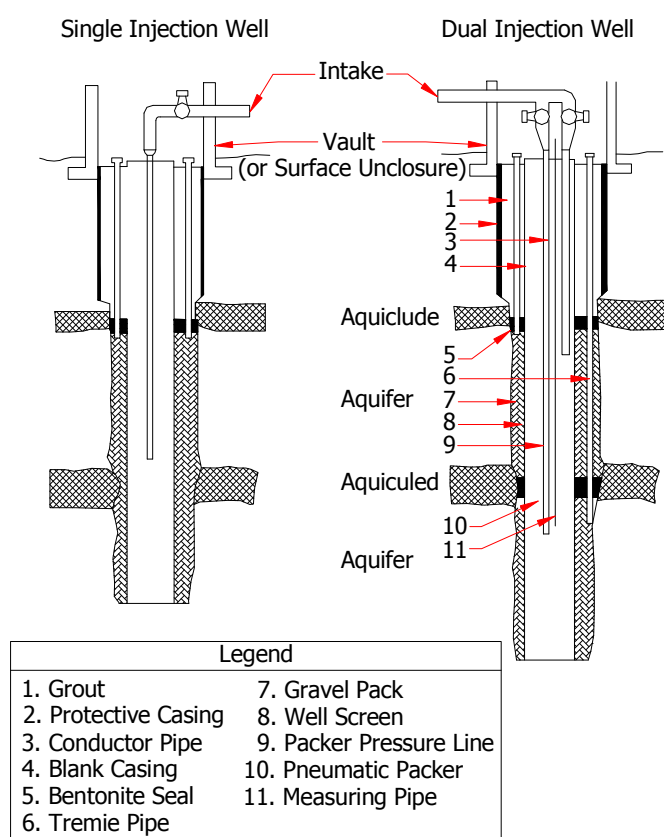 Single Injection Well
Dual Injection Well
Intake
Vault
(or Surface Unclosure)
1
2
3
4
Aquiclude
5
6
Aquifer
7
8
9
Aquiculed
10
11
Aquifer
Legend
1. Grout
2. Protective Casing
3. Conductor Pipe
4. Blank Casing
5. Bentonite Seal
6. Tremie Pipe
7. Gravel Pack
8. Well Screen
9. Packer Pressure Line
10. Pneumatic Packer
11. Measuring Pipe